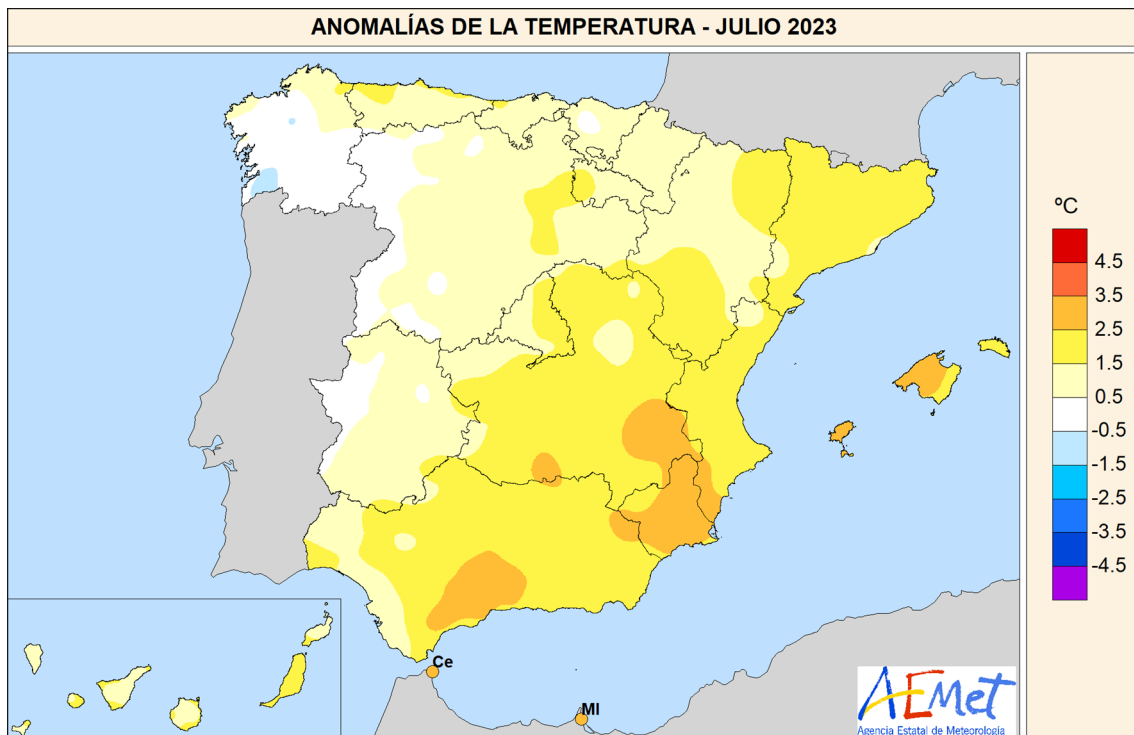 ANOMALÍAS DE LA TEMPERATURA - JULIO 2023
ºC
4.5
3.5
2.5
1.5
0.5
-0.5
-1.5
-2.5
-3.5
-4.5
Ce
Ml
AEMet
Agencia Estatal de Meteorología